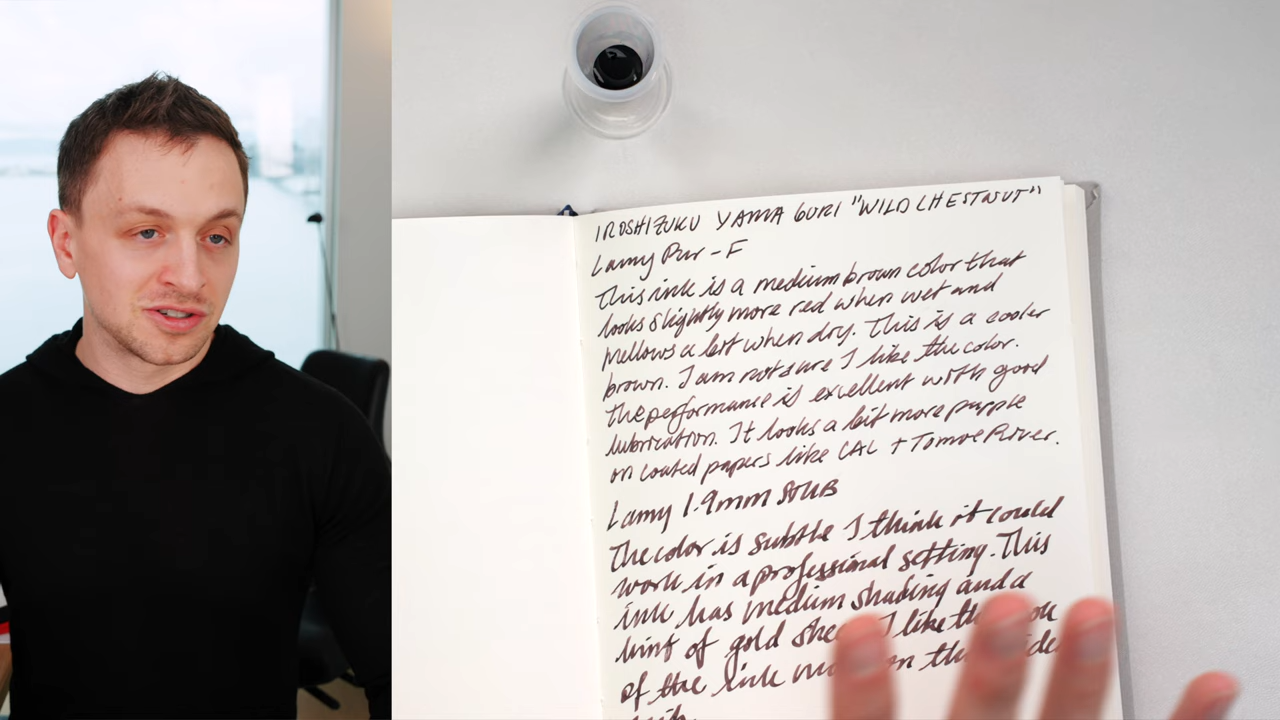 IROSHIZUKU YAMA GURI "WILD CHESTNUT"
Lamy Pur - F
This ink is a medium brown color that
looks slightly more red when wet and
mellows a bit when dry. This is a cooler
brown. I am not sure I like the color.
the performance is excellent with good
lubrication. It looks a bit more purple
on coated papers like CAL + Tomoe River.
Lamy 1.9mm STUB
The color is subtle I think it could
work in a professional setting. This
ink has medium shading and a
hint of gold I like
of the ink on
nib.